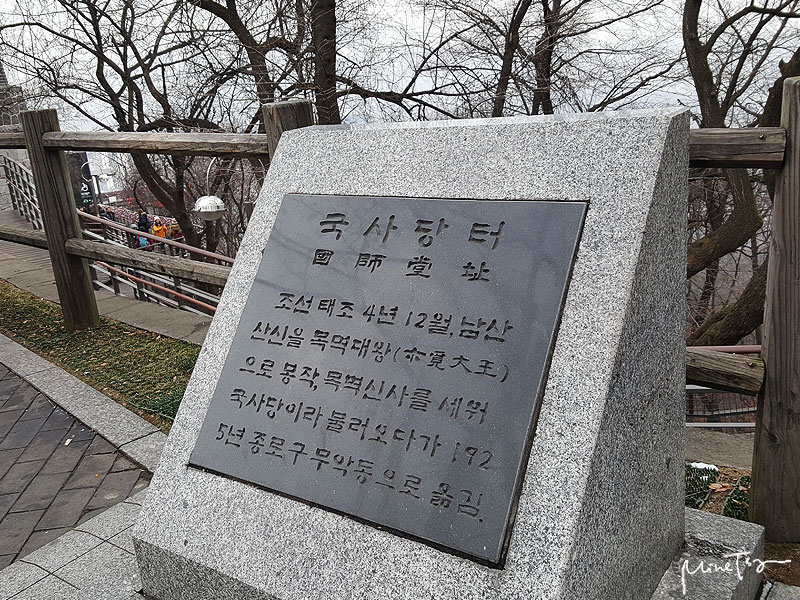 국사당터
國師堂址
조선 태조 4년 12월, 남산
산신을 목멱대왕(木覓大王)
으로 봉작, 목멱신사를 세워
국사당이라 불러오다가 192
5년 종로구 무악동으로 옮김.